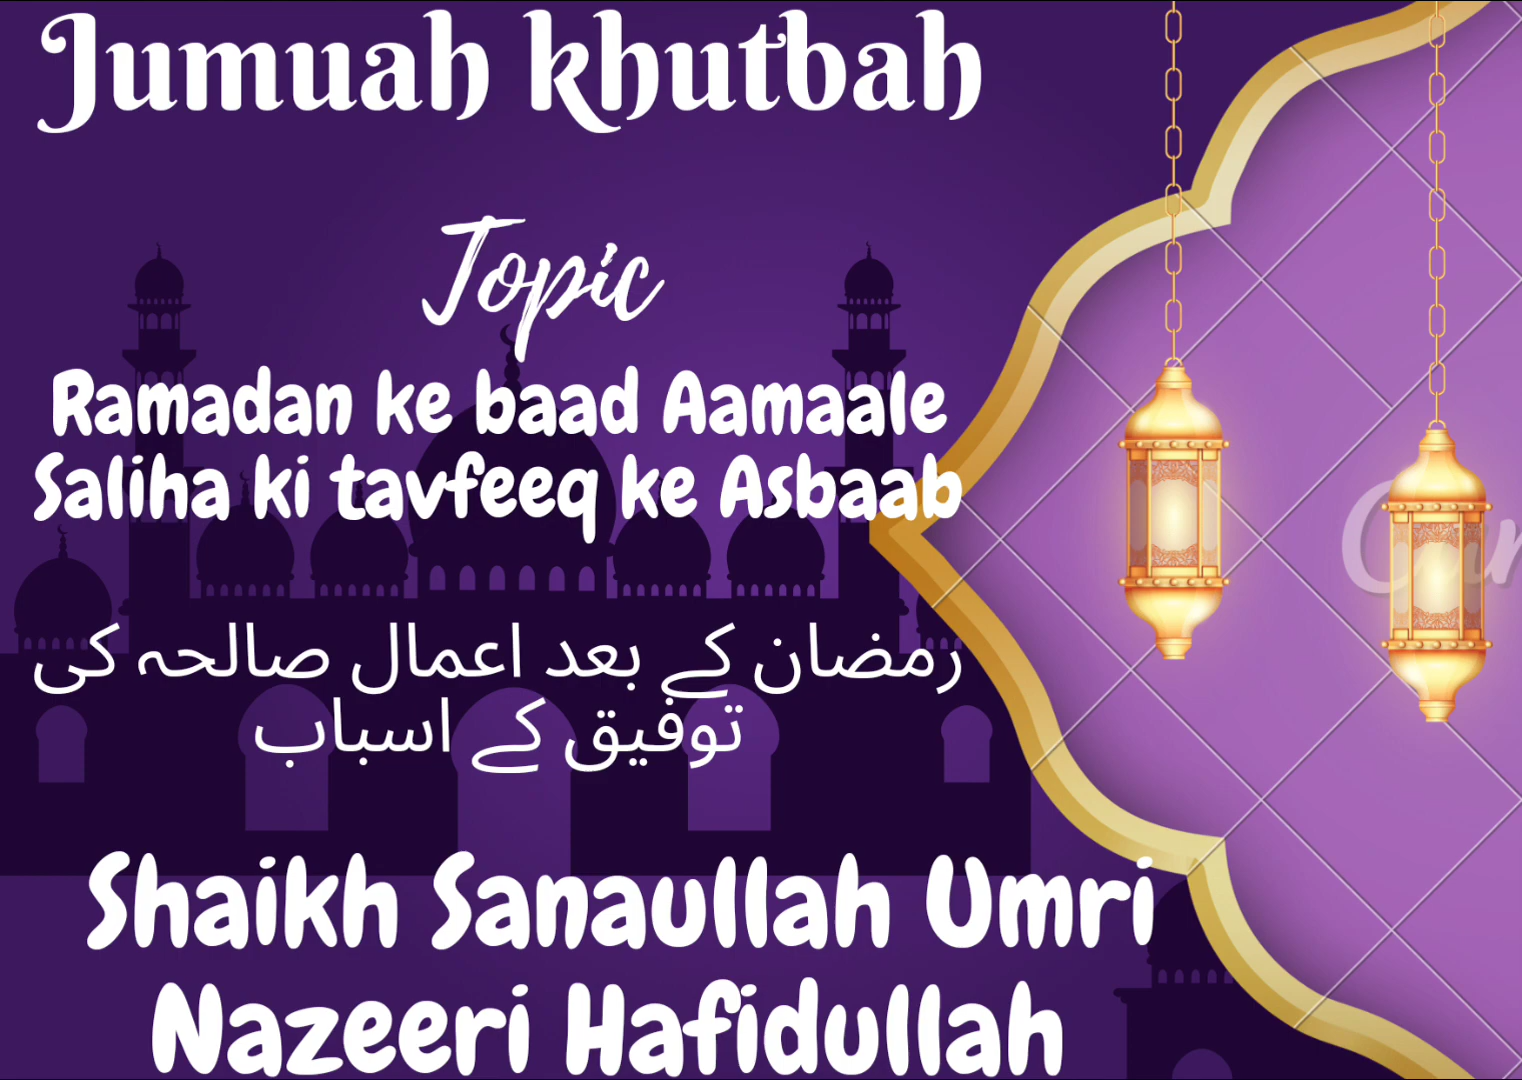 Jumuah khutbah
Topic
Ramadan ke baad Aamaale
Saliha ki tavfeeq ke Asbaab
رمضان کے بعد اعمال صالحہ کی
توفیق کے اسباب
Shaikh Sanaullah Umri
Nazeeri Hafidullah